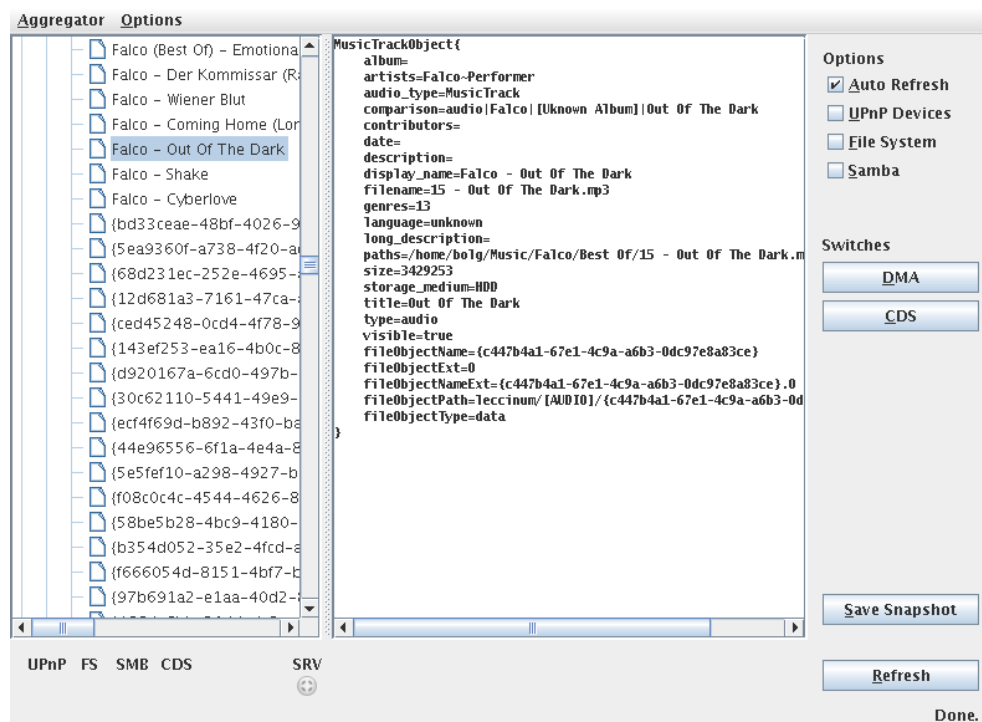 Aggregator Options
Falco (Best Of) – Emotiona
Falco – Der Kommissar (Ra
Falco – Wiener Blut
Falco – Coming Home (Lor
Falco – Out Of The Dark
Falco – Shake
Falco – Cyberlove
{bd33ceae-48bf-4026-9
{5ea9360f-a738-4f20-a
{68d231ec-252e-4695-
{12d681a3-7161-47ca-
{ced45248-0cd4-4f78-9
{143ef253-ea16-4b0c-8
{d920167a-6cd0-497b-
{30c62110-5441-49e9-
{ecf4f69d-b892-43f0-ba
{44e96556-6f1a-4e4a-8
{5e5fef10-a298-4927-b
{f08c0c4c-4544-4626-8
{58be5b28-4bc9-4180-
{b354d052-35e2-4fcd-a
{f666054d-8151-4bf7-b
{97b691a2-e1aa-40d2-
MusicTrackObject{
album=
artists=Falco~Performer
audio_type=MusicTrack
comparison=audio|Falco|[Uknown Album]|Out Of The Dark
contributors=
date=
description=
display_name=Falco - Out Of The Dark
filename=15 - Out Of The Dark.mp3
genres=13
language=unknown
long_description=
paths=/home/bolg/Music/Falco/Best Of/15 - Out Of The Dark.m
size=3429253
storage_medium=HDD
title=Out Of The Dark
type=audio
visible=true
fileObjectName={c447b4a1-67e1-4c9a-a6b3-0dc97e8a83ce}
fileObjectExt=0
fileObjectNameExt={c447b4a1-67e1-4c9a-a6b3-0dc97e8a83ce}.0
fileObjectPath=leccinum/[AUDIO]/{c447b4a1-67e1-4c9a-a6b3-0d
fileObjectType=data
}
Options
Auto Refresh
UPnP Devices
File System
Samba
Switches
DMA
CDS
Save Snapshot
Refresh
UPnP FS SMB CDS SRV
Done.